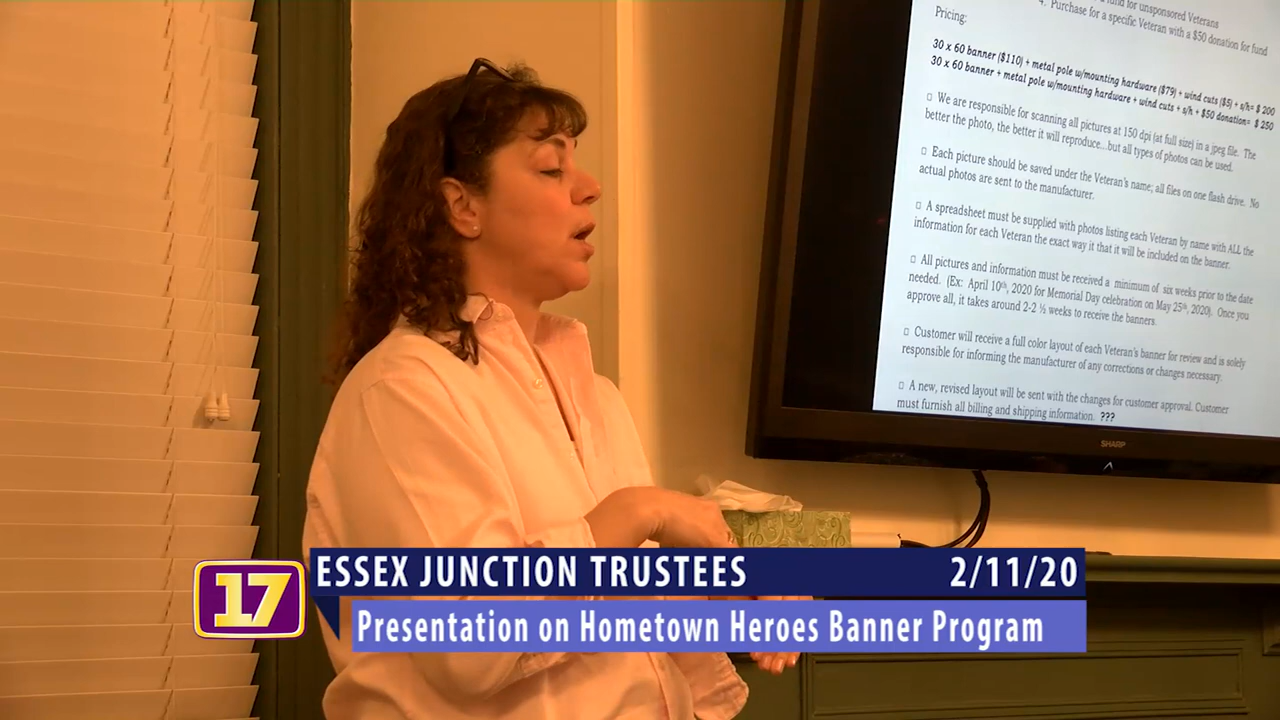 a fund for unsponsored Veterans
4. Purchase for a specific Veteran with a $50 donation for fund
Pricing:
30 x 60 banner ($110) + metal pole w/mounting hardware ($79) + wind cuts ($5) + s/h= $ 200
30 x 60 banner + metal pole w/mounting hardware + wind cuts + s/h + $50 donation= $ 250
▯ We are responsible for scanning all pictures at 150 dpi (at full size) in a jpeg file. The
better the photo, the better it will reproduce...but all types of photos can be used.
▯ Each picture should be saved under the Veteran's name; all files on one flash drive. No
actual photos are sent to the manufacturer.
▯ A spreadsheet must be supplied with photos listing each Veteran by name with ALL the
information for each Veteran the exact way it that it will be included on the banner.
▯ All pictures and information must be received a minimum of six weeks prior to the date
needed. (Ex: April 10th, 2020 for Memorial Day celebration on May 25th, 2020). Once you
approve all, it takes around 2-2 ½ weeks to receive the banners.
▯ Customer will receive a full color layout of each Veteran's banner for review and is solely
responsible for informing the manufacturer of any corrections or changes necessary.
▯ A new, revised layout will be sent with the changes for customer approval. Customer
must furnish all billing and shipping information. ???
SHARP
17
ESSEX JUNCTION TRUSTEES 2/11/20
Presentation on Hometown Heroes Banner Program